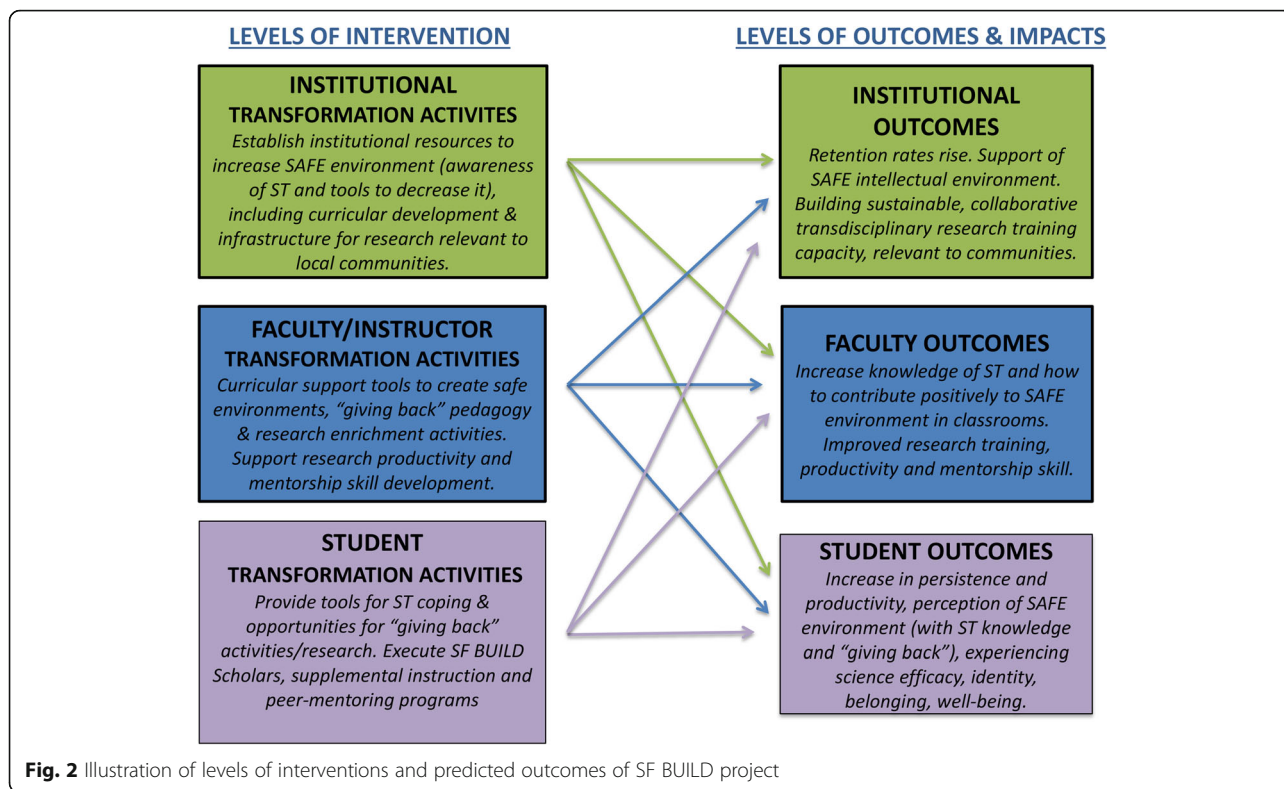 LEVELS OF INTERVENTION
INSTITUTIONAL
TRANSFORMATION ACTIVITES
Establish institutional resources to
increase SAFE environment (awareness
of ST and tools to decrease it),
including curricular development &
infrastructure for research relevant to
local communities.
FACULTY/INSTRUCTOR
TRANSFORMATION ACTIVITIES
Curricular support tools to create safe
environments, “giving back” pedagogy
& research enrichment activities.
Support research productivity and
mentorship skill development.
STUDENT
TRANSFORMATION ACTIVITIES
Provide tools for ST coping &
opportunities for “giving back”
activities/research. Execute SF BUILD
Scholars, supplemental instruction and
peer-mentoring programs
LEVELS OF OUTCOMES & IMPACTS
INSTITUTIONAL
OUTCOMES
Retention rates rise. Support of
SAFE intellectual environment.
Building sustainable, collaborative
transdisciplinary research training
capacity, relevant to communities.
FACULTY OUTCOMES
Increase knowledge of ST and how
to contribute positively to SAFE
environment in classrooms.
Improved research training,
productivity and mentorship skill.
STUDENT OUTCOMES
Increase in persistence and
productivity, perception of SAFE
environment (with ST knowledge
and “giving back”), experiencing
science efficacy, identity,
belonging, well-being.
Fig. 2 Illustration of levels of interventions and predicted outcomes of SF BUILD project